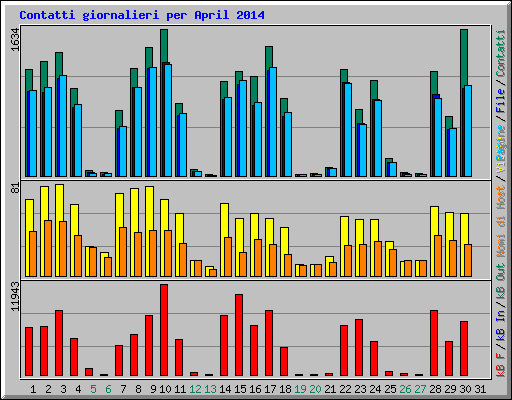 Contatti giornalieri per April 2014
1634
81
11943
kB F / kB In / kB Out Nomi di Host / Pagine / File / Contatti
1 2 3 4 5 6 7 8 9 10 11 12 13 14 15 16 17 18 19 20 21 22 23 24 25 26 27 28 29 30 31